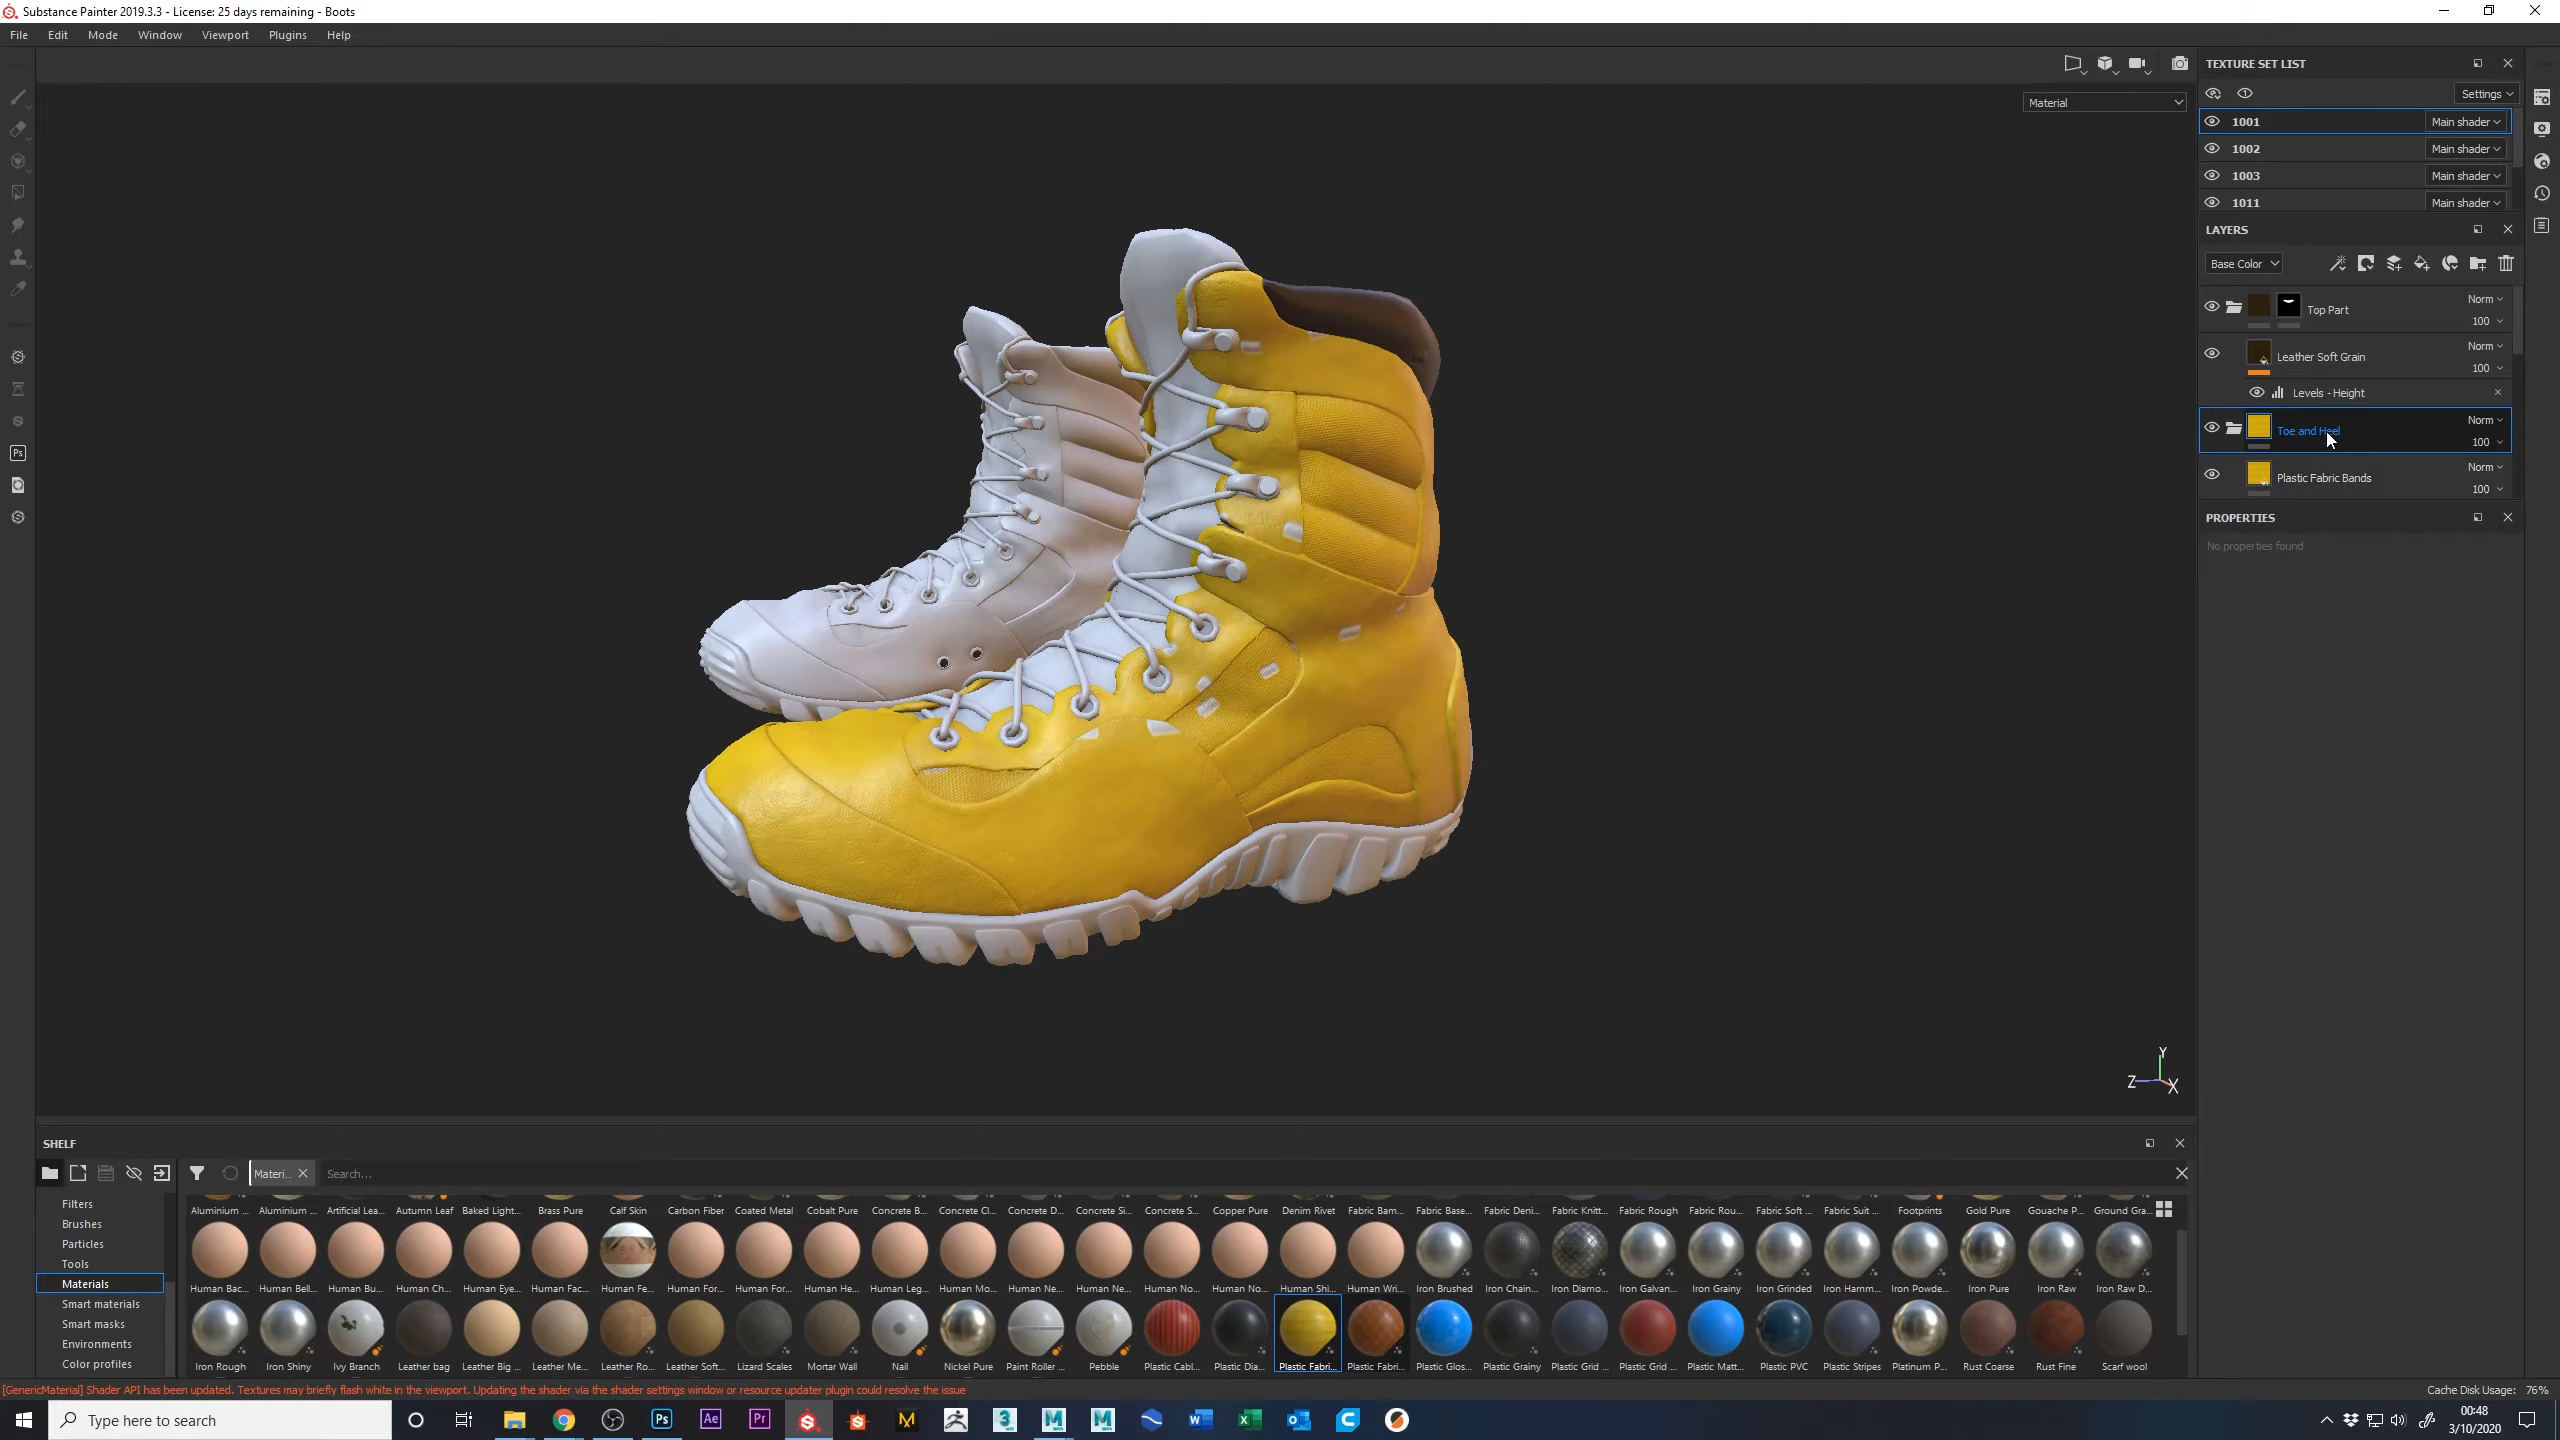 Substance Painter 2019.3.3 - License: 25 days remaining - Boots
File Edit Mode Window Viewport Plugins Help
Material
TEXTURE SET LIST
Settings
1001 Main shader
1002 Main shader
1003 Main shader
1011 Main shader
LAYERS
Base Color
Top Part Norm 100
Leather Soft Grain Norm 100
Levels - Height
Toe and Heel Norm 100
Plastic Fabric Bands Norm 100
PROPERTIES
No properties found
Y
Z X
SHELF
Materi... Search...
Filters
Brushes
Particles
Tools
Materials
Smart materials
Smart masks
Environments
Color profiles
Aluminium ... Aluminium ... Artificial Lea... Autumn Leaf Baked Light... Brass Pure Calf Skin Carbon Fiber Coated Metal Cobalt Pure Concrete B... Concrete Cl... Concrete D... Concrete Si... Concrete S... Copper Pure Denim Rivet Fabric Bam... Fabric Base... Fabric Deni... Fabric Knitt... Fabric Rough Fabric Rou... Fabric Soft ... Fabric Suit ... Footprints Gold Pure Gouache P... Ground Gra...
Human Bac... Human Bell... Human Bu... Human Ch... Human Eye... Human Fac... Human Fe... Human For... Human For... Human He... Human Leg... Human Mo... Human Ne... Human Ne... Human No... Human No... Human Shi... Human Wri... Iron Brushed Iron Chain... Iron Diamo... Iron Galvan... Iron Grainy Iron Grinded Iron Hamm... Iron Powde... Iron Pure Iron Raw Iron Raw D...
Iron Rough Iron Shiny Ivy Branch Leather bag Leather Big ... Leather Me... Leather Ro... Leather Soft... Lizard Scales Mortar Wall Nail Nickel Pure Paint Roller ... Pebble Plastic Cabl... Plastic Dia... Plastic Fabri... Plastic Fabri... Plastic Glos... Plastic Grainy Plastic Grid ... Plastic Grid ... Plastic Matt... Plastic PVC Plastic Stripes Platinum P... Rust Coarse Rust Fine Scarf wool
[GenericMaterial] Shader API has been updated. Textures may briefly flash white in the viewport. Updating the shader via the shader settings window or resource updater plugin could resolve the issue
Cache Disk Usage: 76%
Type here to search
Ps Ae Pr
00:48
3/10/2020